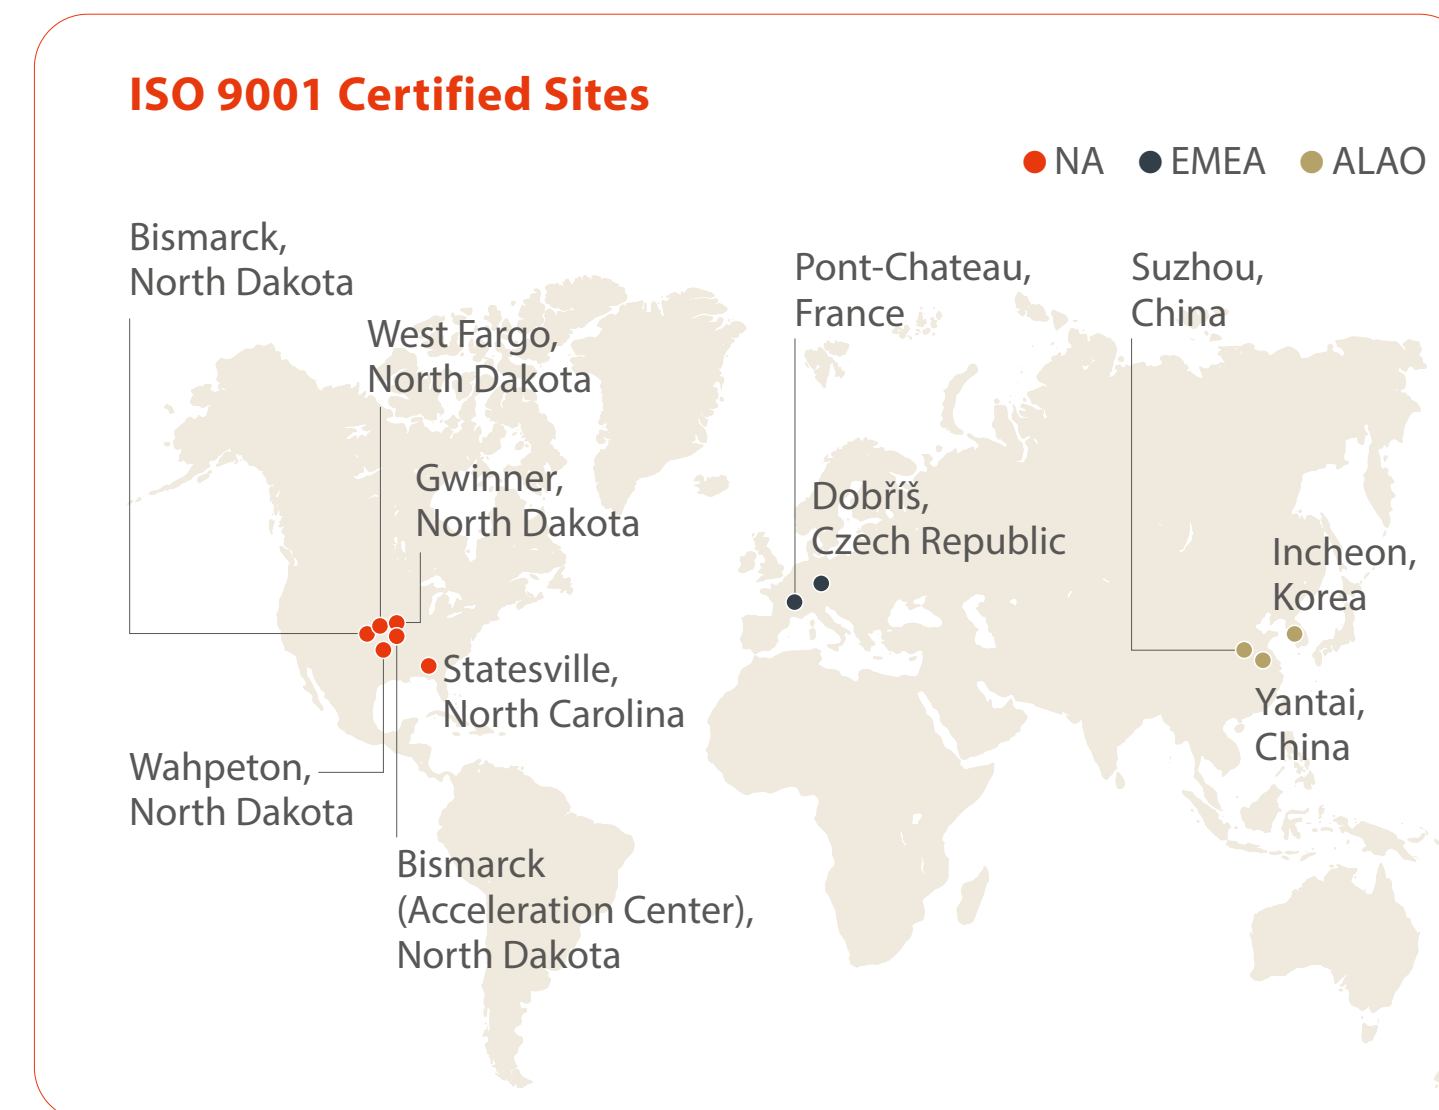 ISO 9001 Certified Sites
NA
EMEA
ALAO
Bismarck,
North Dakota
West Fargo,
North Dakota
Gwinner,
North Dakota
Statesville,
North Carolina
Wahpeton,
North Dakota
Bismarck
(Acceleration Center),
North Dakota
Pont-Chateau,
France
Dobříš,
Czech Republic
Suzhou,
China
Incheon,
Korea
Yantai,
China